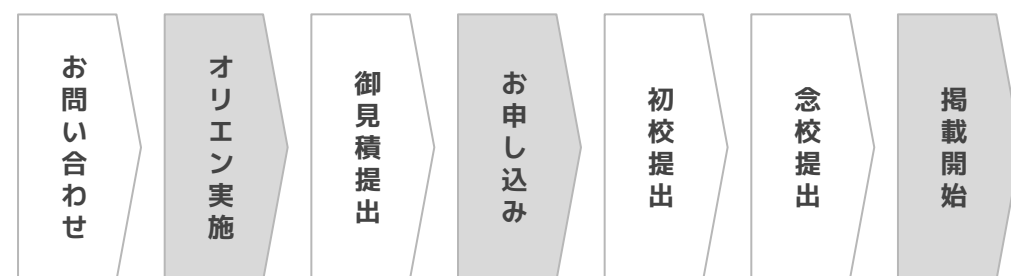 お問い合わせ
オリエン実施
御見積提出
お申し込み
初校提出
念校提出
掲載開始